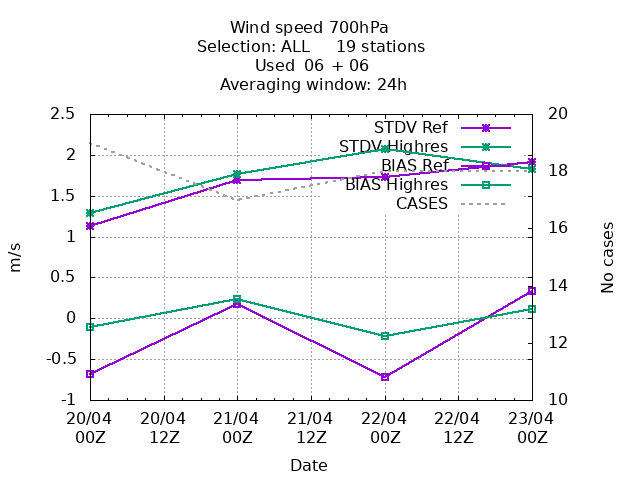 Wind speed 700hPa
Selection: ALL 19 stations
Used 06 + 06
Averaging window: 24h
2.5
2
1.5
1
0.5
0
-0.5
-1
m/s
20
18
16
14
12
10
No cases
STDV Ref
STDV Highres
BIAS Ref
BIAS Highres
CASES
20/04 20/04 21/04 21/04 22/04 22/04 23/04
00Z 12Z 00Z 12Z 00Z 12Z 00Z
Date